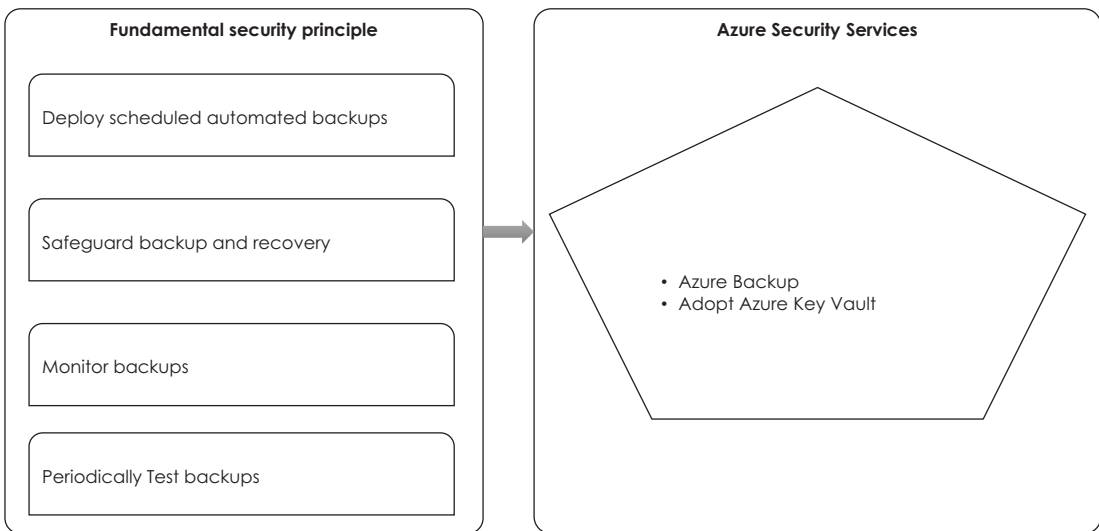 Fundamental security principle
Deploy scheduled automated backups
Safeguard backup and recovery
Monitor backups
Periodically Test backups
Azure Security Services
• Azure Backup
• Adopt Azure Key Vault